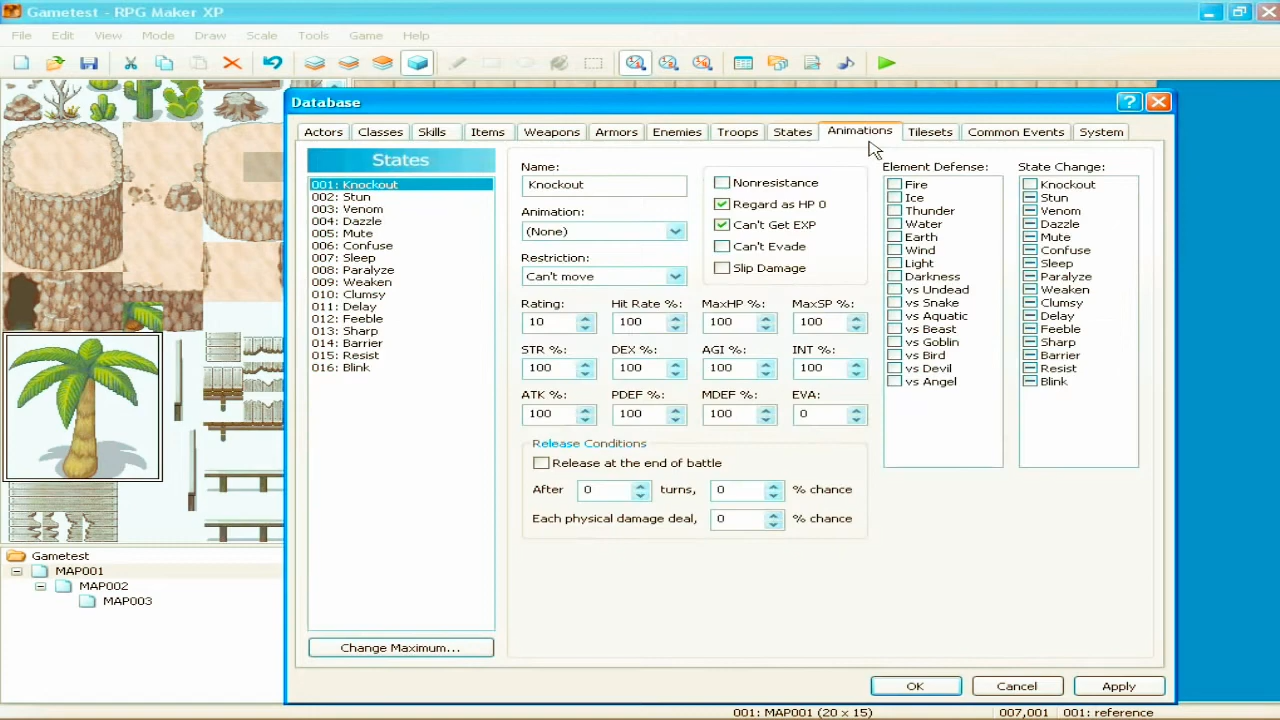 Gametest - RPG Maker XP
File Edit View Mode Draw Scale Tools Game Help
Database
Actors Classes Skills Items Weapons Armors Enemies Troops States Animations Tilesets Common Events System
States
001: Knockout
002: Stun
003: Venom
004: Dazzle
005: Mute
006: Confuse
007: Sleep
008: Paralyze
009: Weaken
010: Clumsy
011: Delay
012: Feeble
013: Sharp
014: Barrier
015: Resist
016: Blink
Change Maximum...
Name:
Knockout
Animation:
(None)
Restriction:
Can't move
Nonresistance
Regard as HP 0
Can't Get EXP
Can't Evade
Slip Damage
Rating: Hit Rate %: MaxHP %: MaxSP %:
10 100 100 100
STR %: DEX %: AGI %: INT %:
100 100 100 100
ATK %: PDEF %: MDEF %: EVA:
100 100 100 0
Release Conditions
Release at the end of battle
After 0 turns, 0 % chance
Each physical damage deal, 0 % chance
Element Defense:
Fire
Ice
Thunder
Water
Earth
Wind
Light
Darkness
vs Undead
vs Snake
vs Aquatic
vs Beast
vs Goblin
vs Bird
vs Devil
vs Angel
State Change:
Knockout
Stun
Venom
Dazzle
Mute
Confuse
Sleep
Paralyze
Weaken
Clumsy
Delay
Feeble
Sharp
Barrier
Resist
Blink
OK Cancel Apply
Gametest
MAP001
MAP002
MAP003
001: MAP001 (20 x 15) 007,001 001: reference